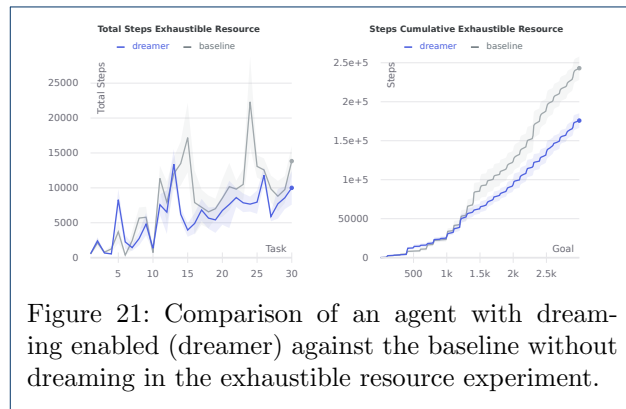 Total Steps Exhaustible Resource
dreamer baseline
Total Steps
25000
20000
15000
10000
5000
0
Task
5 10 15 20 25 30
Steps Cumulative Exhaustible Resource
dreamer baseline
Steps
2.5e+5
2e+5
1.5e+5
1e+5
50000
0
Goal
500 1k 1.5k 2k 2.5k
Figure 21: Comparison of an agent with dream-
ing enabled (dreamer) against the baseline without
dreaming in the exhaustible resource experiment.